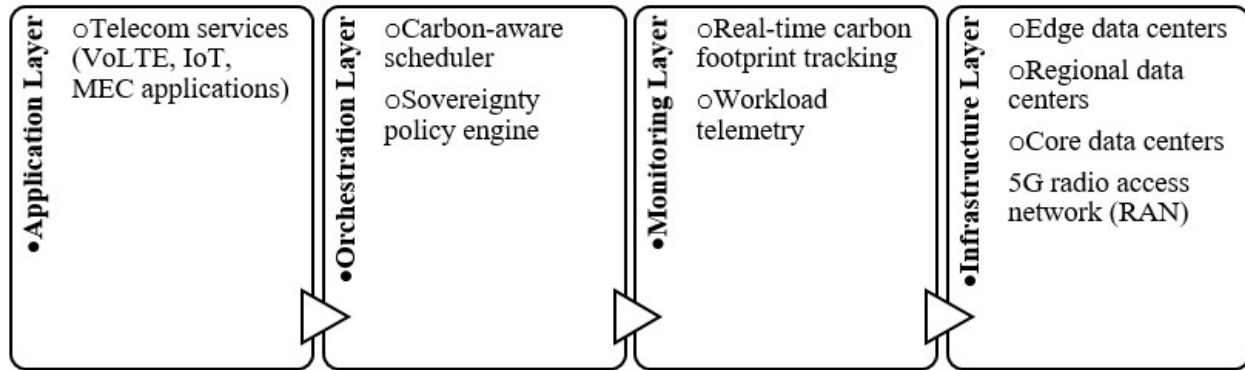 ●Application Layer
○Telecom services
(VoLTE, IoT,
MEC applications)
●Orchestration Layer
○Carbon-aware
scheduler
○Sovereignty
policy engine
●Monitoring Layer
○Real-time carbon
footprint tracking
○Workload
telemetry
●Infrastructure Layer
○Edge data centers
○Regional data
centers
○Core data centers
5G radio access
network (RAN)